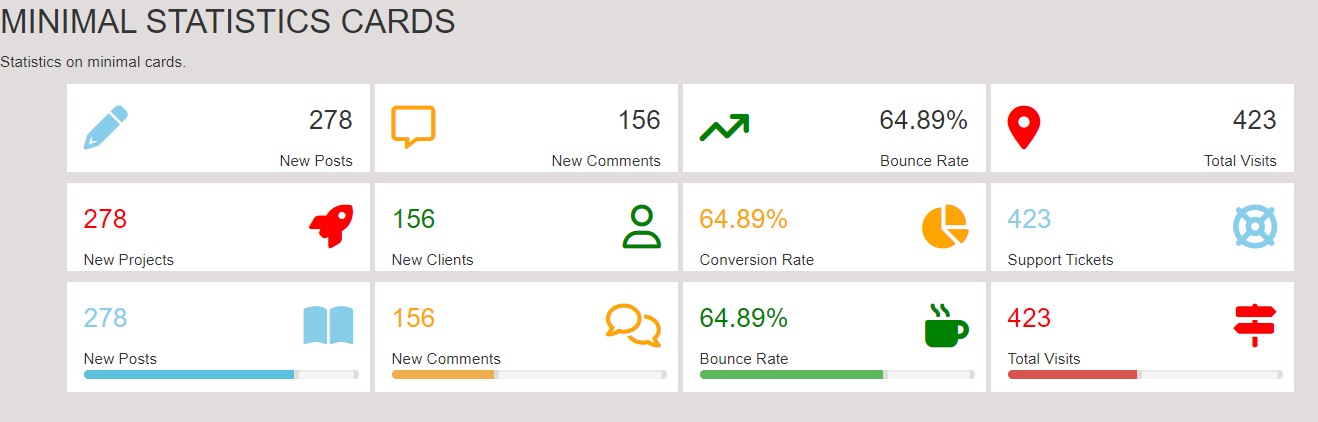 MINIMAL STATISTICS CARDS
Statistics on minimal cards.
278
New Posts
156
New Comments
64.89%
Bounce Rate
423
Total Visits
278
New Projects
156
New Clients
64.89%
Conversion Rate
423
Support Tickets
278
New Posts
156
New Comments
64.89%
Bounce Rate
423
Total Visits